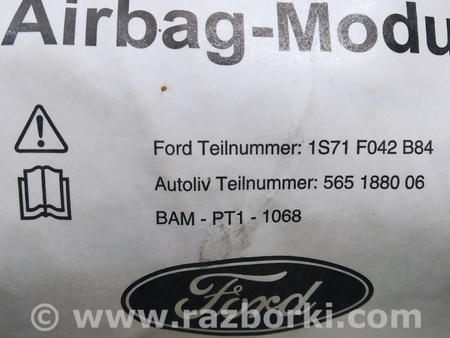 Airbag-Modu
Ford Teilnummer: 1S71 F042 B84
Autoliv Teilnummer: 565 1880 06
BAM - PT1 - 1068
Ford
© www.razborki.com